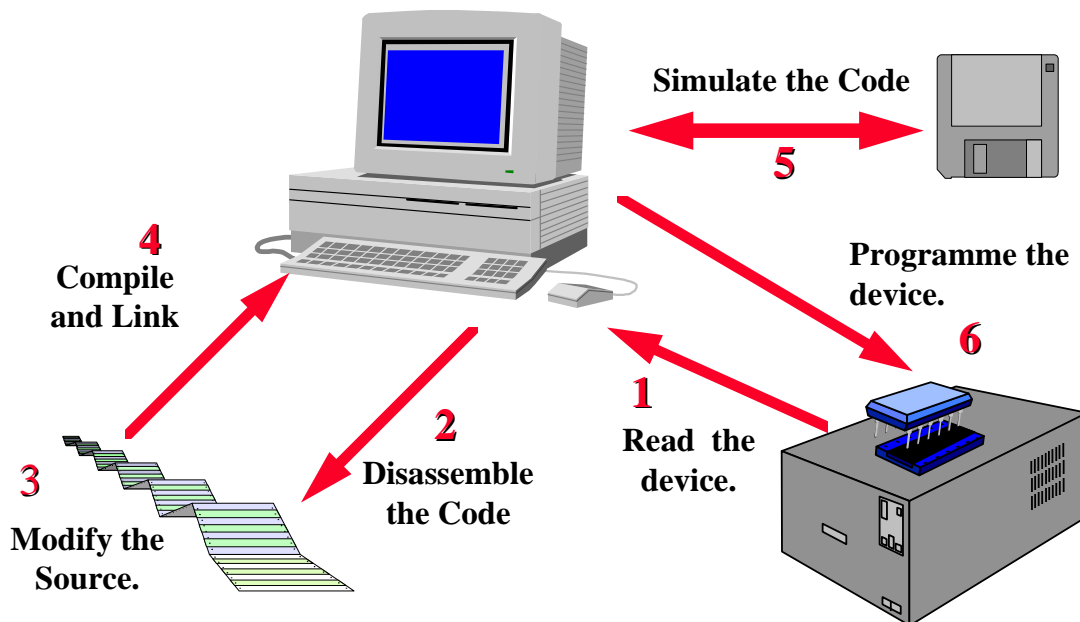 Simulate the Code
5
4
Compile
and Link
Programme the
device.
6
1
Read the
device.
2
Disassemble
the Code
3
Modify the
Source.